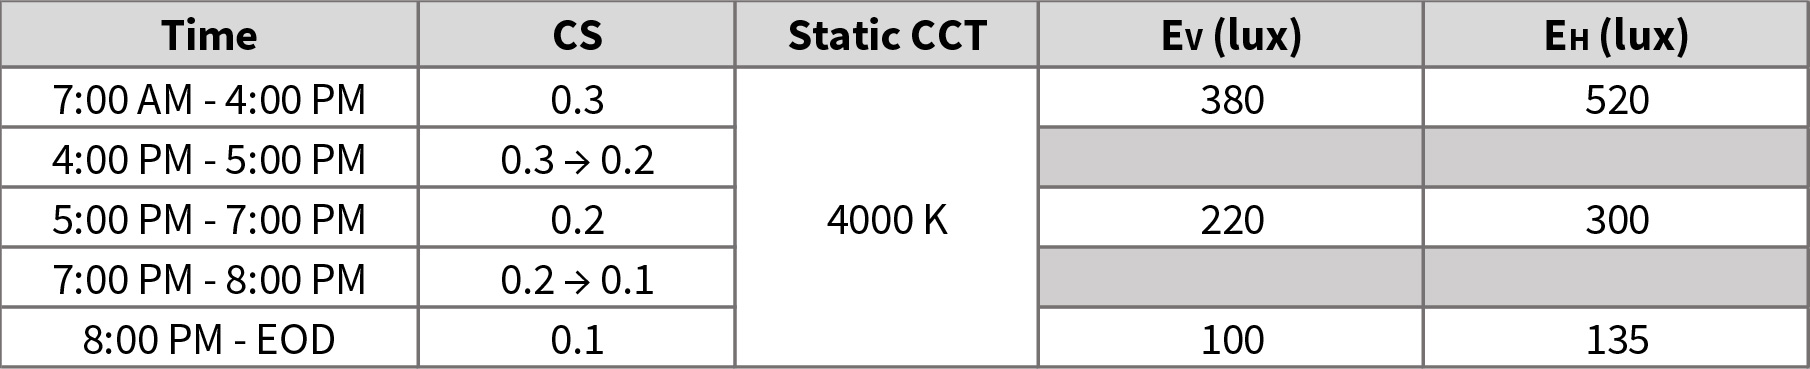 Time CS Static CCT EV (lux) EH (lux)
7:00 AM - 4:00 PM 0.3 380 520
4:00 PM - 5:00 PM 0.3 → 0.2
5:00 PM - 7:00 PM 0.2 4000 K 220 300
7:00 PM - 8:00 PM 0.2 → 0.1
8:00 PM - EOD 0.1 100 135